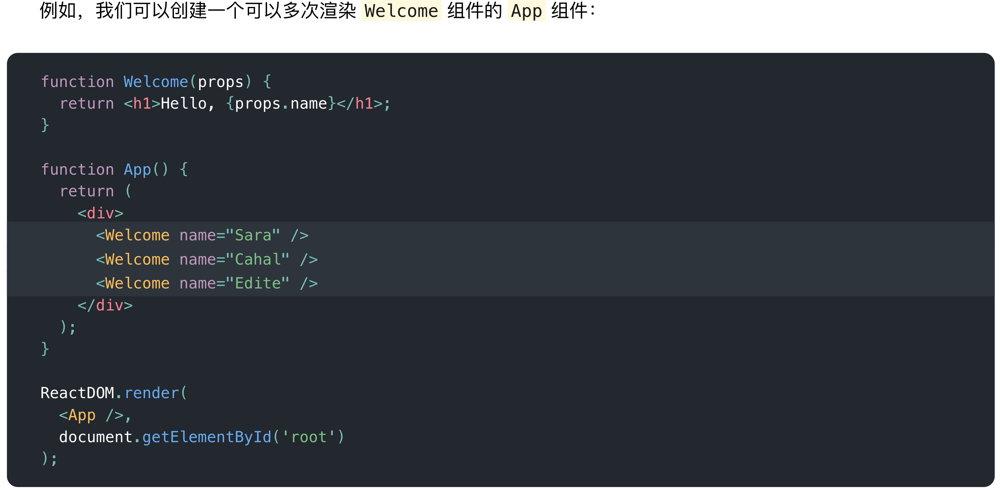 例如，我们可以创建一个可以多次渲染 Welcome 组件的 App 组件：
function Welcome(props) {
  return <h1>Hello, {props.name}</h1>;
}
function App() {
  return (
    <div>
      <Welcome name="Sara" />
      <Welcome name="Cahal" />
      <Welcome name="Edite" />
    </div>
  );
}
ReactDOM.render(
  <App />,
  document.getElementById('root')
);